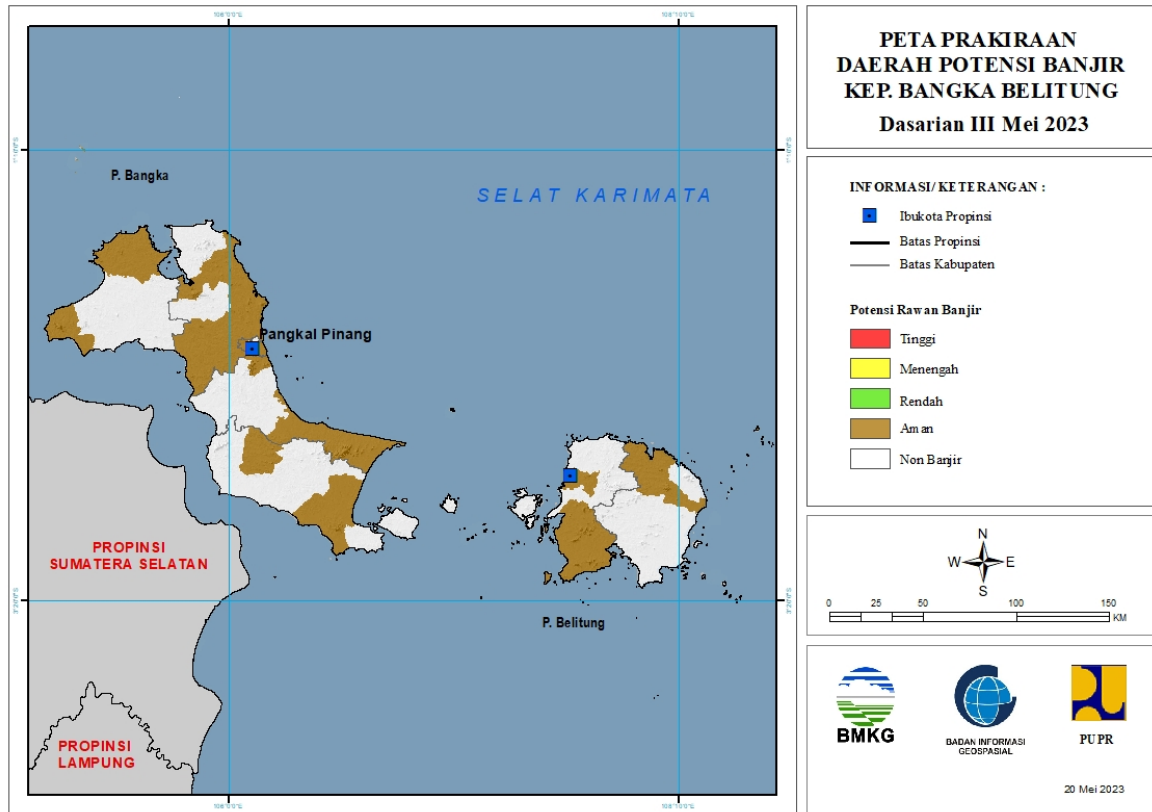 PETA PRAKIRAAN
DAERAH POTENSI BANJIR
KEP. BANGKA BELITUNG
Dasarian III Mei 2023
P. Bangka
SELAT KARIMATA
Pangkal Pinang
PROPINSI
SUMATERA SELATAN
P. Belitung
PROPINSI
LAMPUNG
INFORMASI/ KETERANGAN :
Ibukota Propinsi
Batas Propinsi
Batas Kabupaten
Potensi Rawan Banjir
Tinggi
Menengah
Rendah
Aman
Non Banjir
N
W
E
S
0 25 50 100 150
KM
BMKG
BADAN INFORMASI
GEOSPASIAL
PUPR
20 Mei 2023